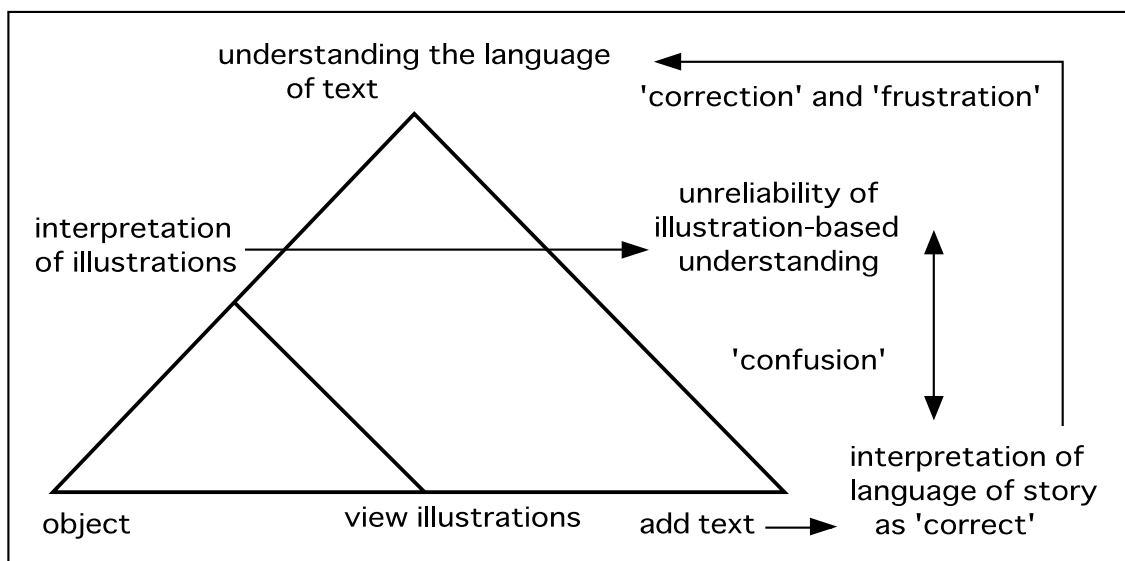 understanding the language
of text
'correction' and 'frustration'
interpretation
of illustrations
unreliability of
illustration-based
understanding
'confusion'
interpretation of
language of story
as 'correct'
object
view illustrations
add text